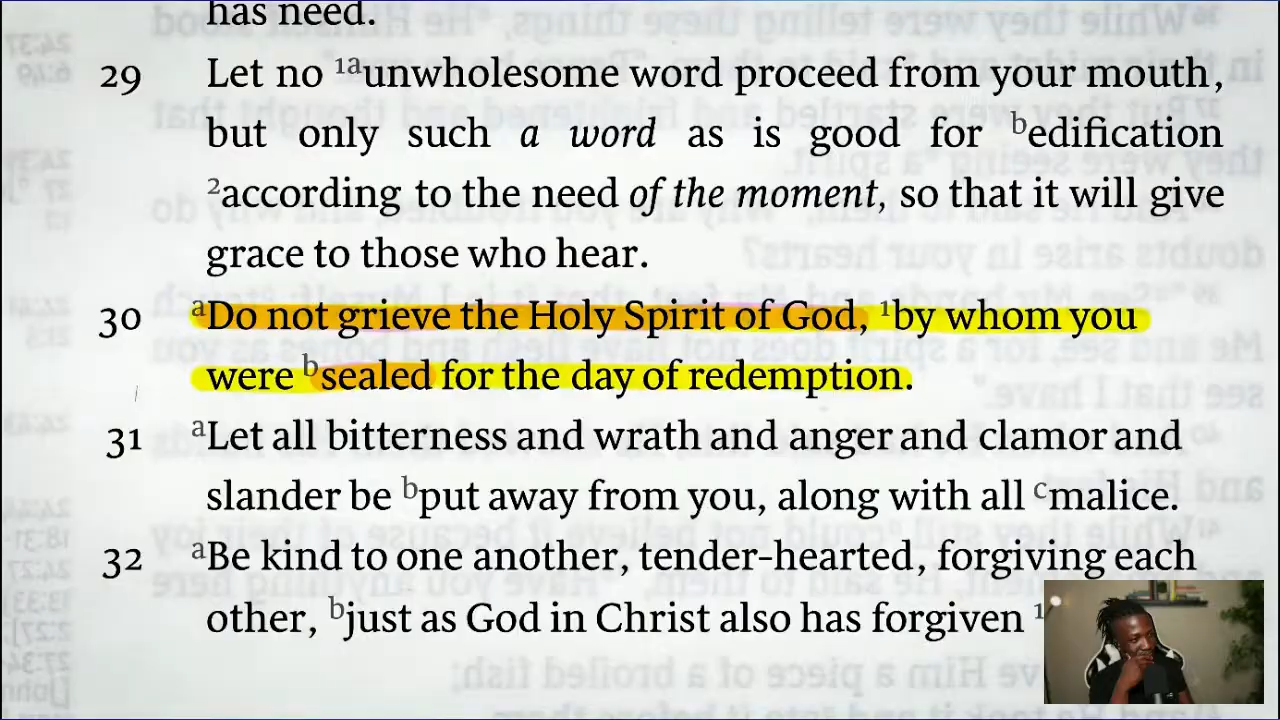 has need.
29 Let no 1aunwholesome word proceed from your mouth,
but only such a word as is good for bedification
2according to the need of the moment, so that it will give
grace to those who hear.
30 aDo not grieve the Holy Spirit of God, 1by whom you
were bsealed for the day of redemption.
31 aLet all bitterness and wrath and anger and clamor and
slander be bput away from you, along with all cmalice.
32 aBe kind to one another, tender-hearted, forgiving each
other, bjust as God in Christ also has forgiven 1